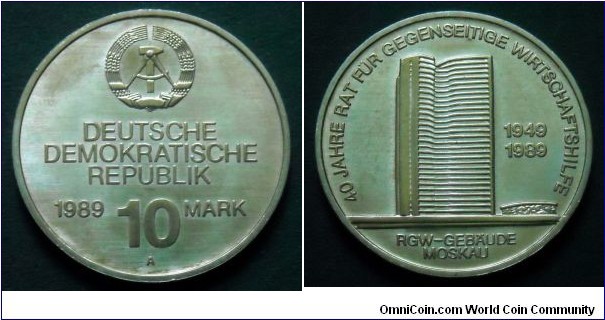 DEUTSCHE
DEMOKRATISCHE
REPUBLIK
1989 10 MARK
A
40 JAHRE RAT FÜR GEGENSEITIGE WIRTSCHAFTSHILFE
1949
1989
RGW-GEBÄUDE
MOSKAU
OmniCoin.com World Coin Community